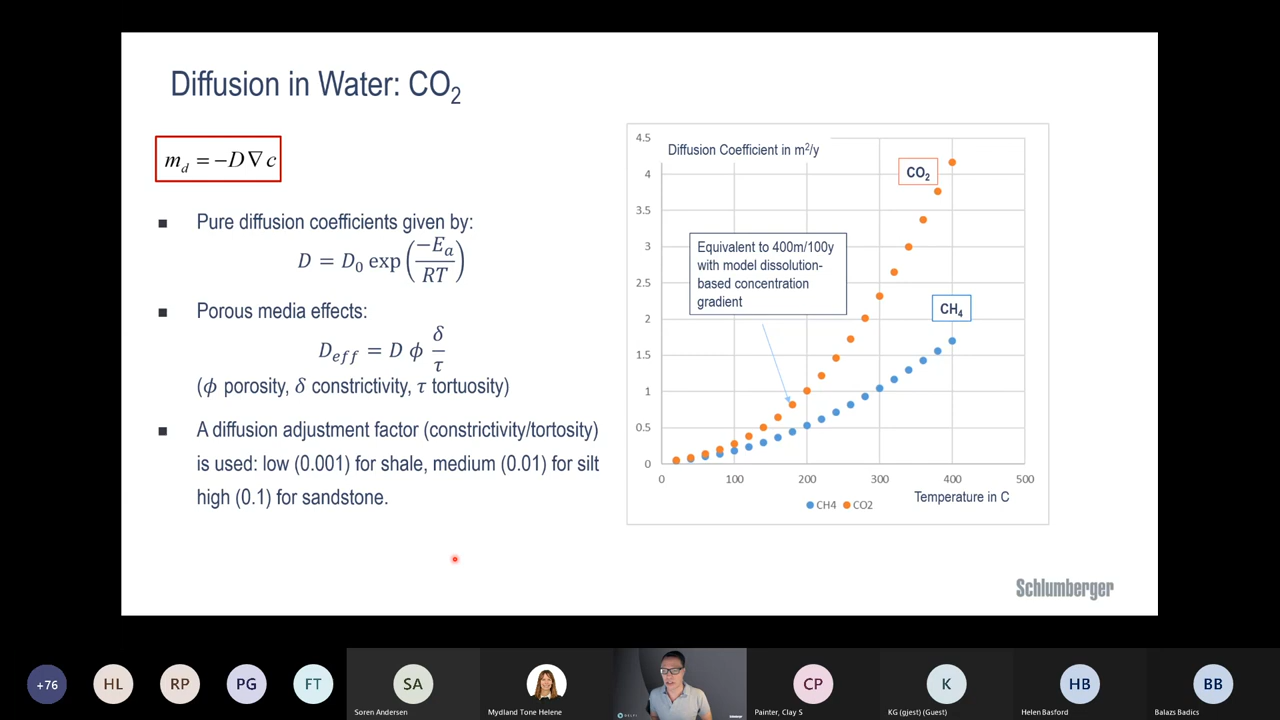 Diffusion in Water: CO₂
m_d = −D∇c
■ Pure diffusion coefficients given by:
D = D₀ exp(−Eₐ/RT)
■ Porous media effects:
D_eff = D ϕ δ/τ
(ϕ porosity, δ constrictivity, τ tortuosity)
■ A diffusion adjustment factor (constrictivity/tortosity)
is used: low (0.001) for shale, medium (0.01) for silt
high (0.1) for sandstone.
Diffusion Coefficient in m²/y
4.5
4
3.5
3
2.5
2
1.5
1
0.5
0
CO₂
Equivalent to 400m/100y
with model dissolution-
based concentration
gradient
CH₄
0 100 200 300 400 500
Temperature in C
CH4 CO2
Schlumberger
+76
HL
RP
PG
FT
SA
Soren Andersen
Mydland Tone Helene
CP
Painter, Clay S
K
KG (gjest) (Guest)
HB
Helen Basford
BB
Balazs Badics